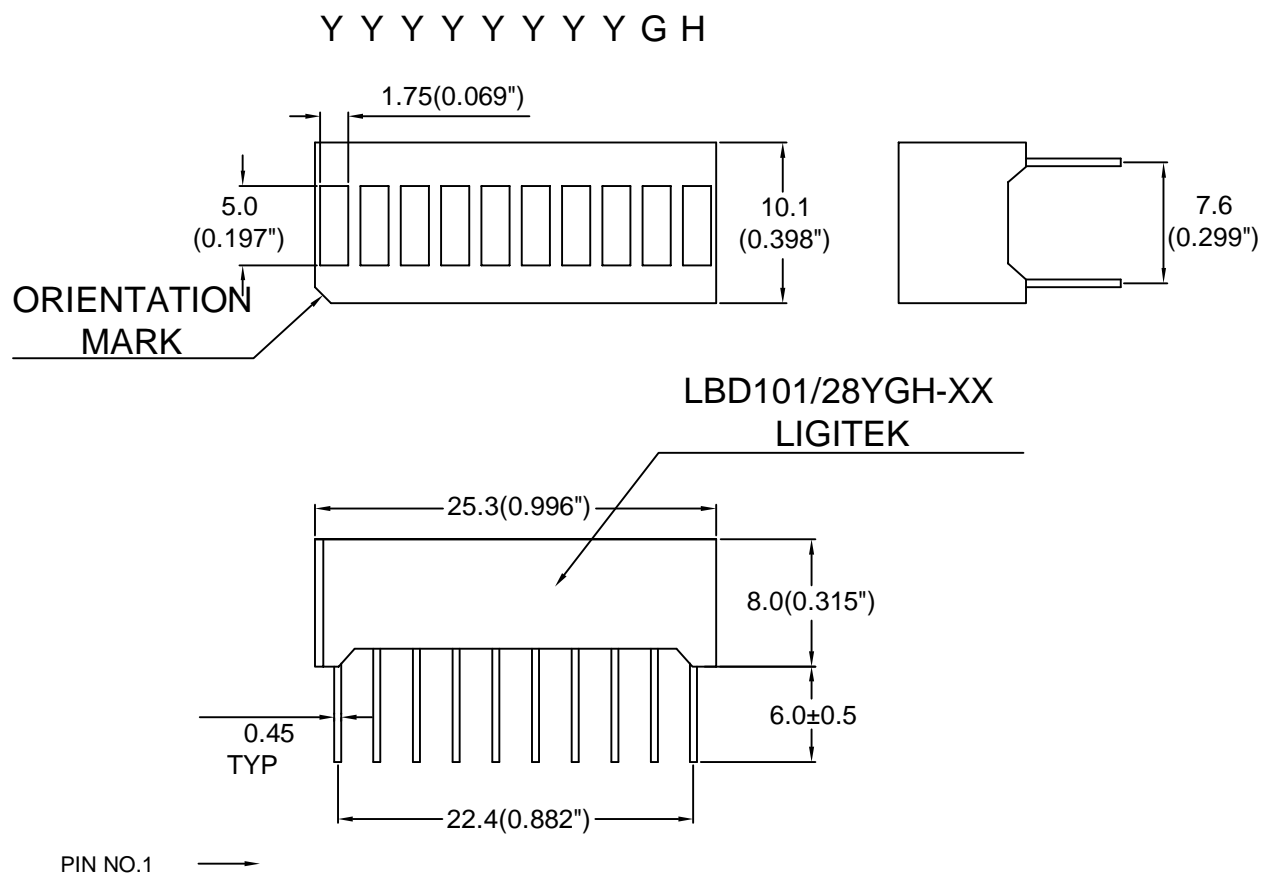 Y Y Y Y Y Y Y Y G H
1.75(0.069")
5.0
(0.197")
10.1
(0.398")
7.6
(0.299")
ORIENTATION
MARK
LBD101/28YGH-XX
LIGITEK
25.3(0.996")
8.0(0.315")
0.45
TYP
6.0±0.5
22.4(0.882")
PIN NO.1